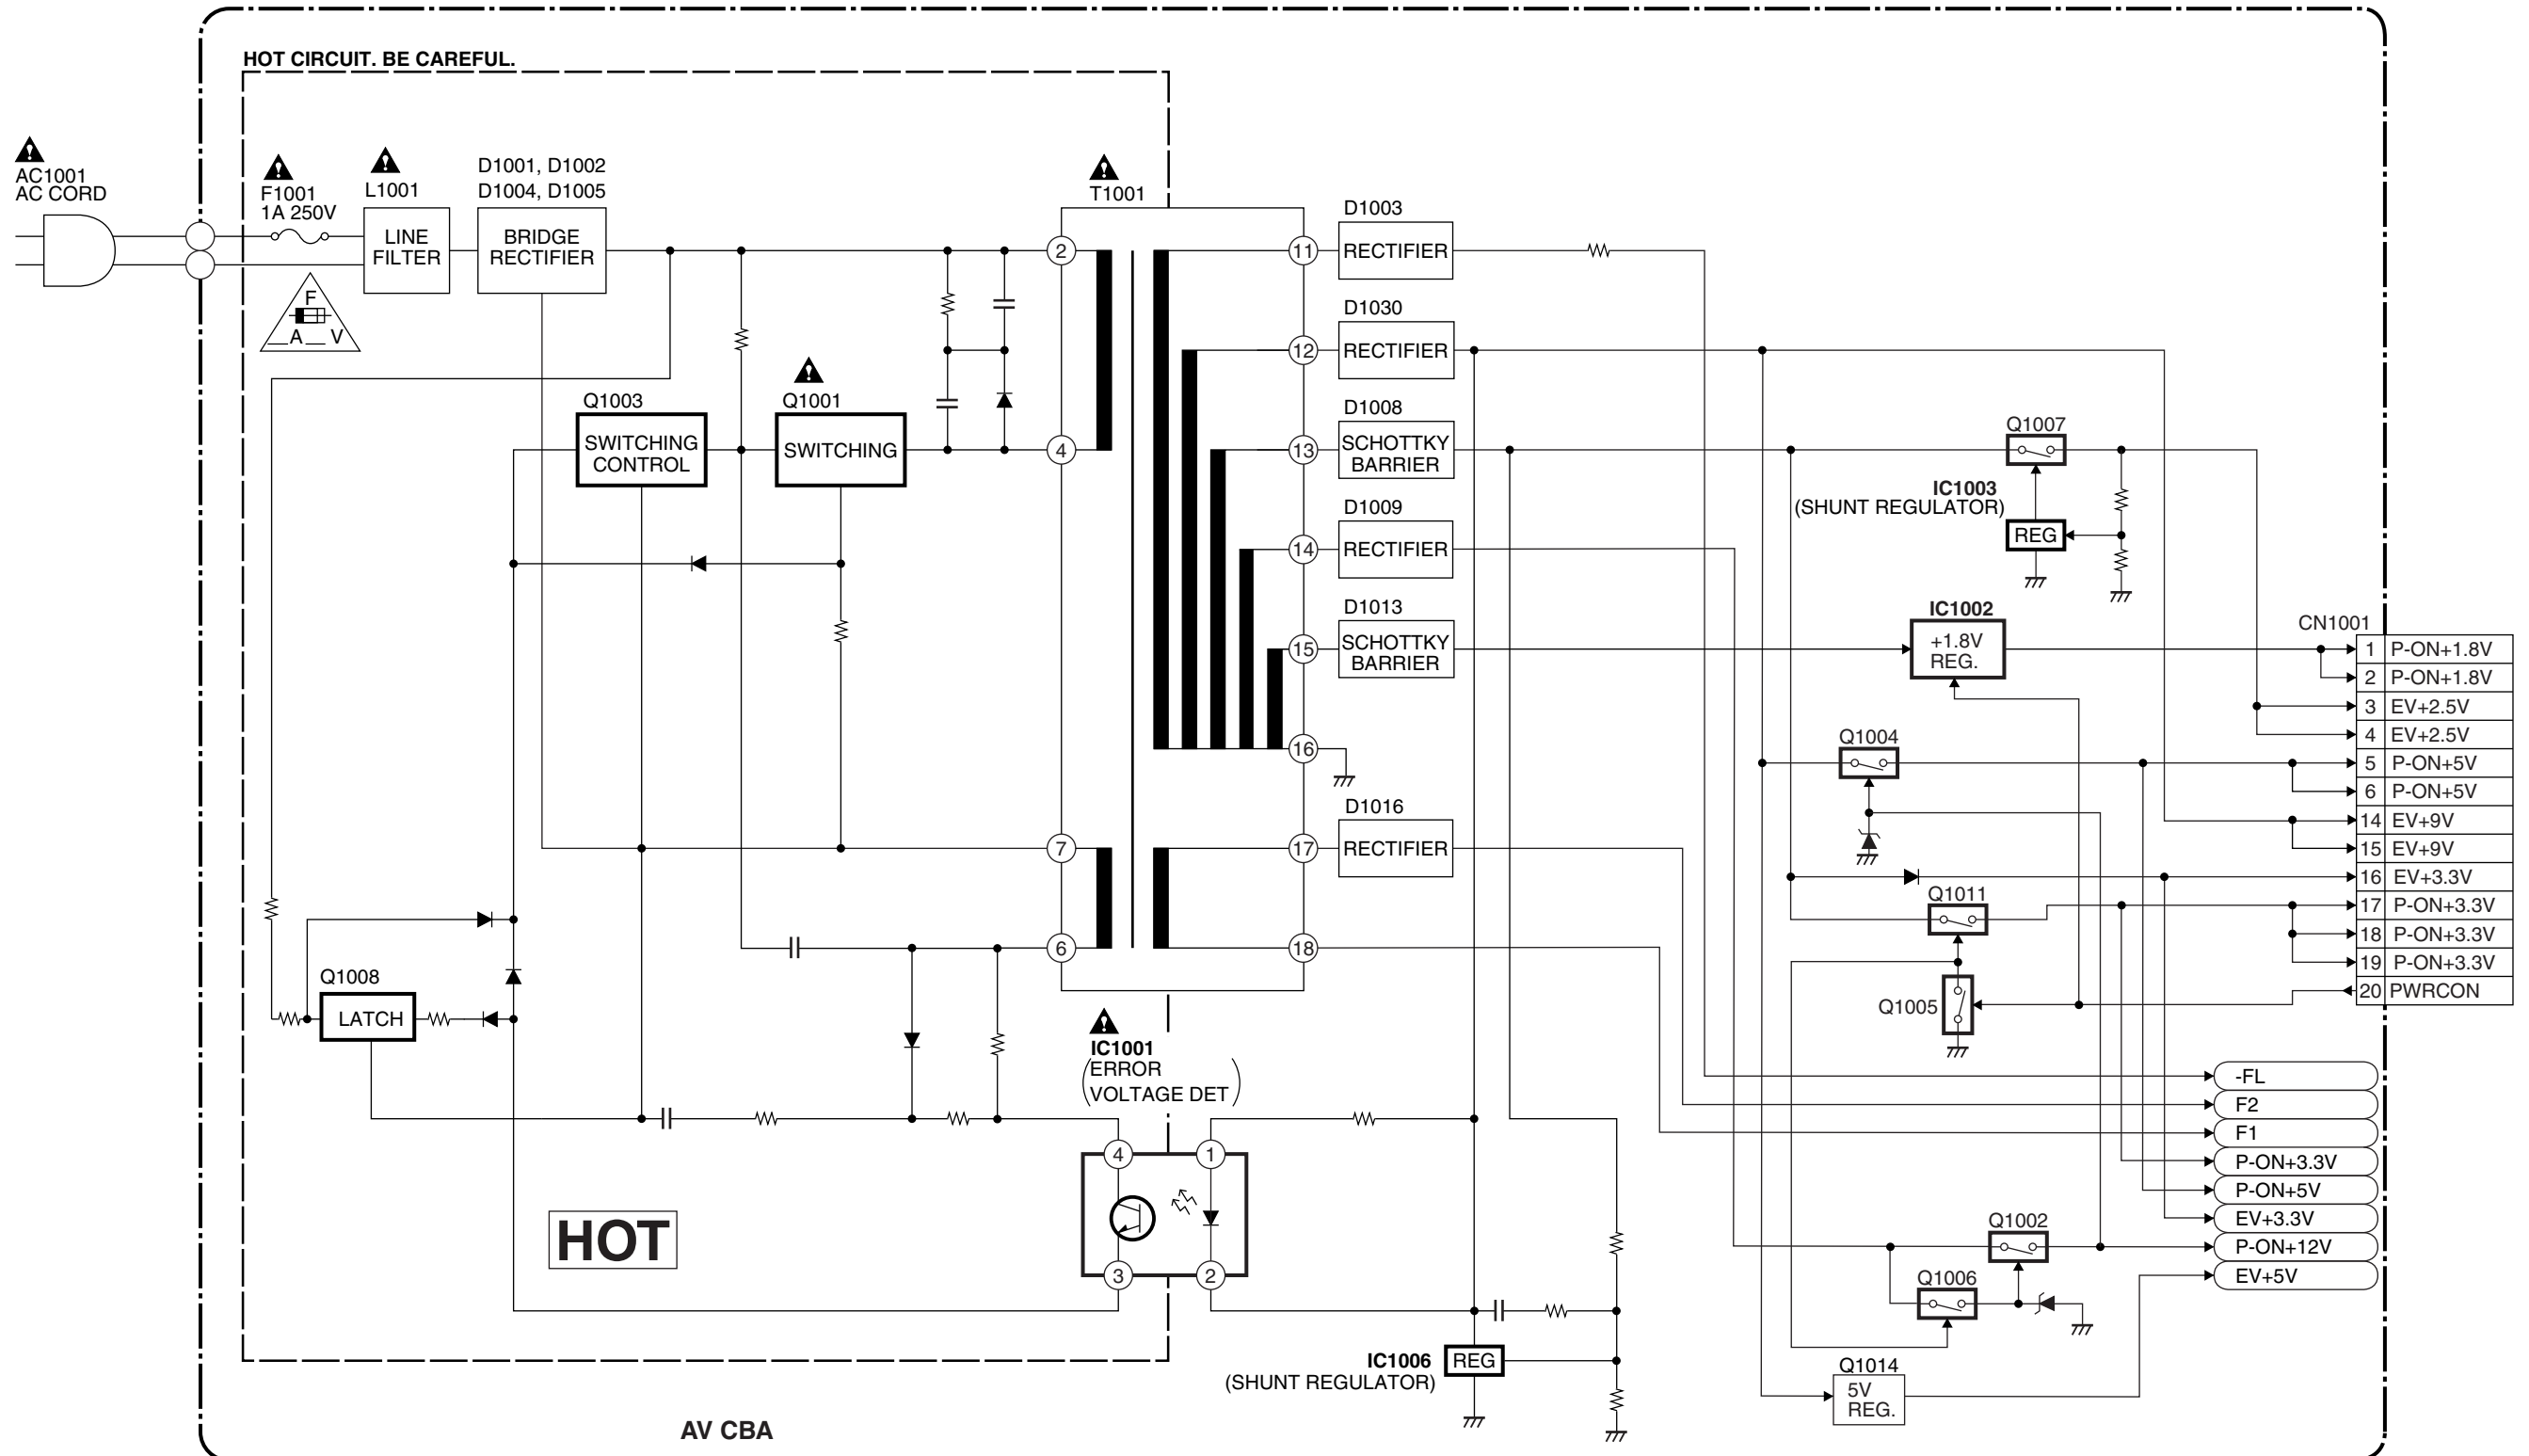 HOT CIRCUIT. BE CAREFUL.
AC1001
AC CORD
F1001
1A 250V
L1001
LINE
FILTER
D1001, D1002
D1004, D1005
BRIDGE
RECTIFIER
F
A V
T1001
2
4
7
6
Q1003
SWITCHING
CONTROL
Q1001
SWITCHING
Q1008
LATCH
11
D1003
RECTIFIER
12
D1030
RECTIFIER
13
D1008
SCHOTTKY
BARRIER
14
D1009
RECTIFIER
15
D1013
SCHOTTKY
BARRIER
16
17
D1016
RECTIFIER
18
IC1001
ERROR
VOLTAGE DET
4
1
3
2
HOT
IC1006
(SHUNT REGULATOR)
REG
AV CBA
Q1007
IC1003
(SHUNT REGULATOR)
REG
IC1002
+1.8V
REG.
Q1004
Q1011
Q1005
Q1002
Q1006
Q1014
5V
REG.
CN1001
1 P-ON+1.8V
2 P-ON+1.8V
3 EV+2.5V
4 EV+2.5V
5 P-ON+5V
6 P-ON+5V
14 EV+9V
15 EV+9V
16 EV+3.3V
17 P-ON+3.3V
18 P-ON+3.3V
19 P-ON+3.3V
20 PWRCON
-FL
F2
F1
P-ON+3.3V
P-ON+5V
EV+3.3V
P-ON+12V
EV+5V